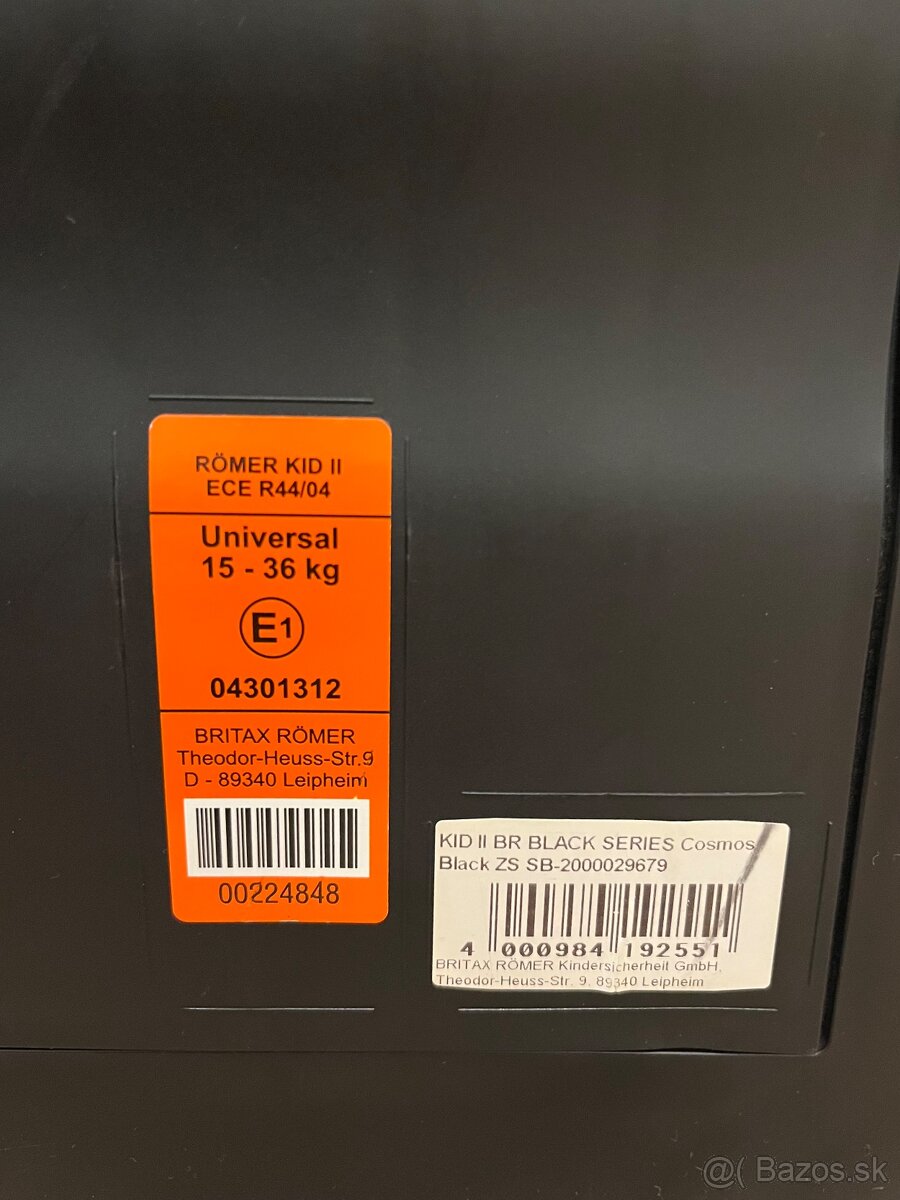 RÖMER KID II
ECE R44/04
Universal
15 - 36 kg
E1
04301312
BRITAX RÖMER
Theodor-Heuss-Str.9
D - 89340 Leipheim
00224848
KID II BR BLACK SERIES Cosmos
Black ZS SB-2000029679
4 000984 192551
BRITAX RÖMER Kindersicherheit GmbH,
Theodor-Heuss-Str. 9, 89340 Leipheim
@( Bazos.sk